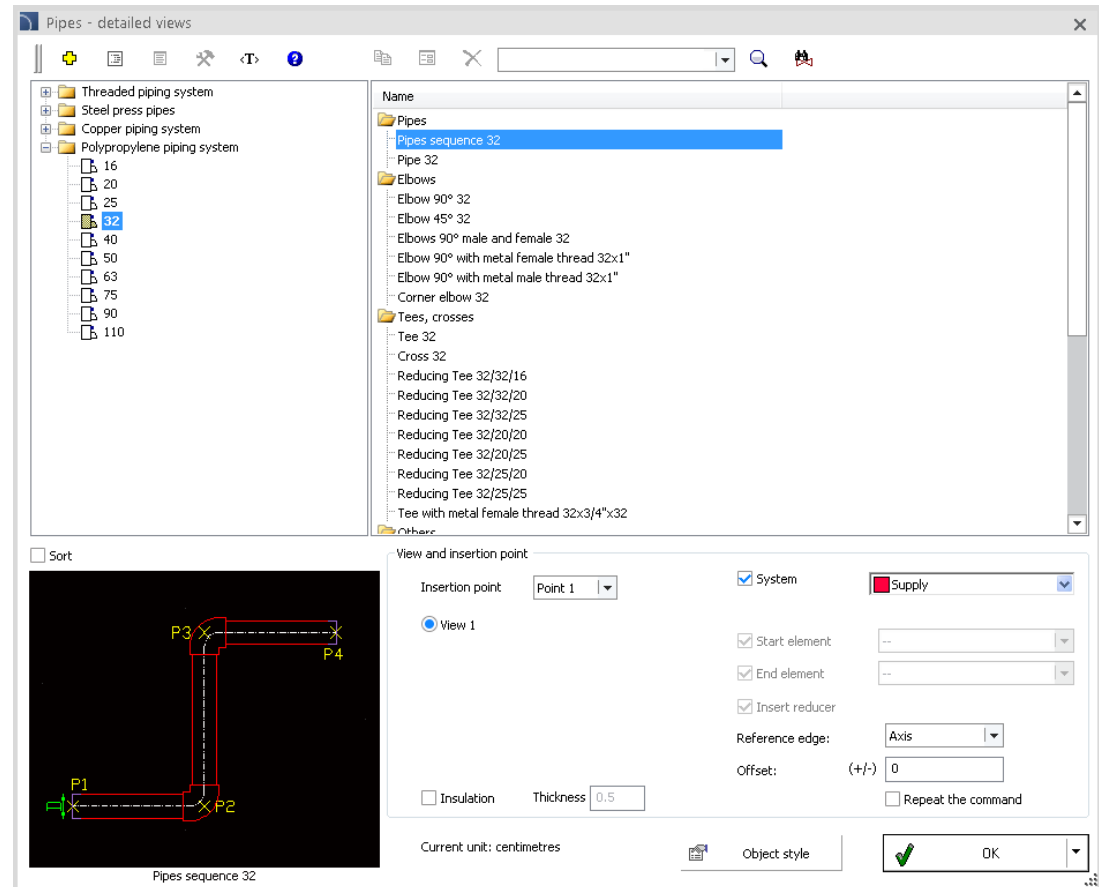 Pipes - detailed views
‹T›
?
Threaded piping system
Steel press pipes
Copper piping system
Polypropylene piping system
16
20
25
32
40
50
63
75
90
110
Name
Pipes
Pipes sequence 32
Pipe 32
Elbows
Elbow 90° 32
Elbow 45° 32
Elbows 90° male and female 32
Elbow 90° with metal female thread 32x1"
Elbow 90° with metal male thread 32x1"
Corner elbow 32
Tees, crosses
Tee 32
Cross 32
Reducing Tee 32/32/16
Reducing Tee 32/32/20
Reducing Tee 32/32/25
Reducing Tee 32/20/20
Reducing Tee 32/20/25
Reducing Tee 32/25/20
Reducing Tee 32/25/25
Tee with metal female thread 32x3/4"x32
Others
Sort
P3
P4
P1
P2
D
Pipes sequence 32
View and insertion point
Insertion point Point 1
View 1
Insulation Thickness 0.5
System Supply
Start element --
End element --
Insert reducer
Reference edge: Axis
Offset: (+/-) 0
Repeat the command
Current unit: centimetres
Object style
OK